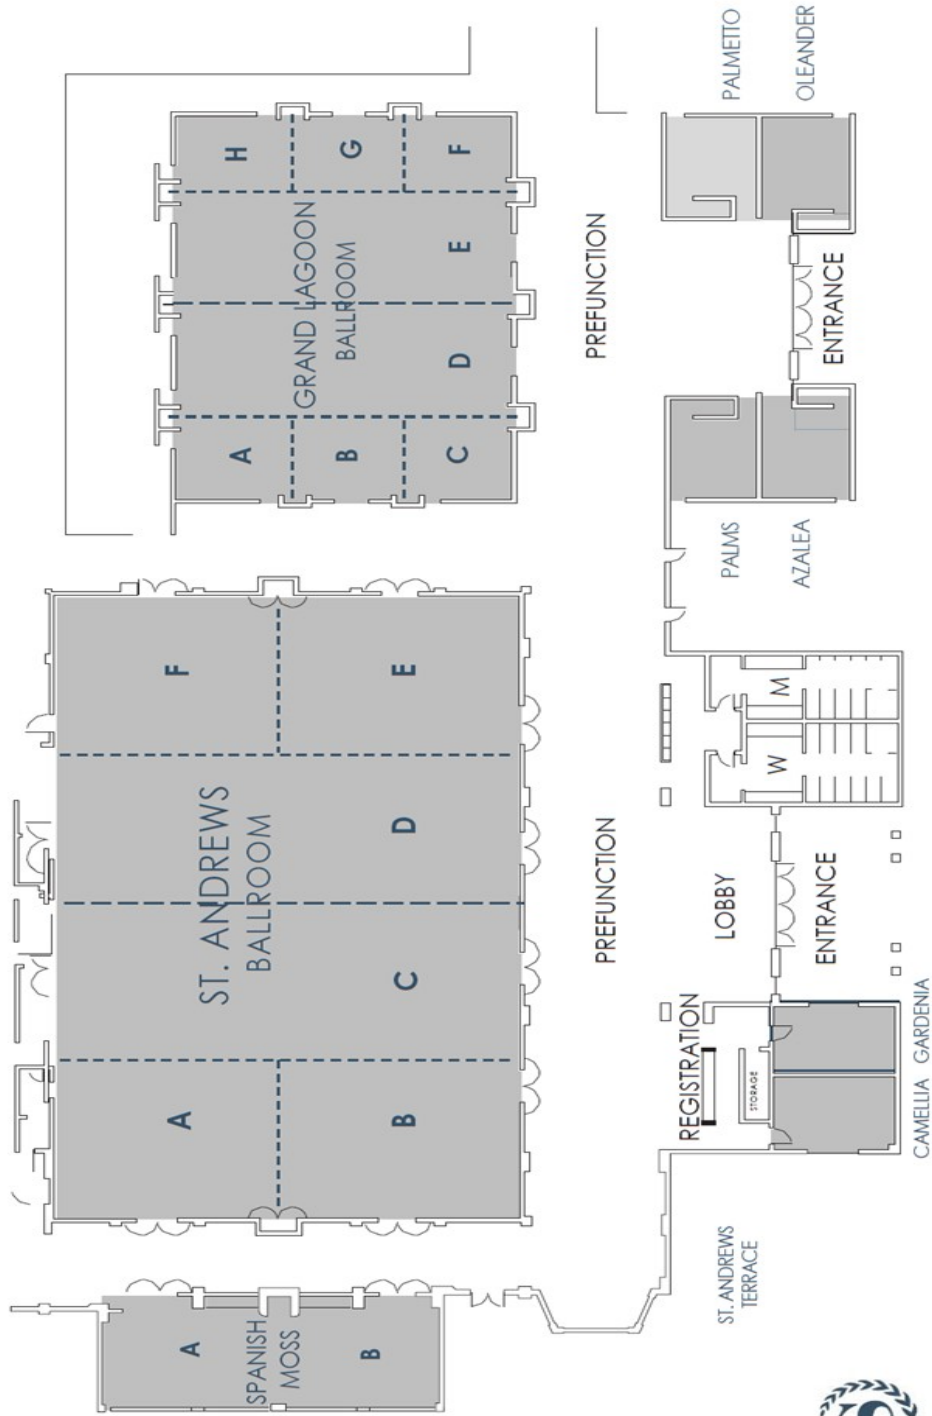 A
SPANISH
MOSS
B
A
B
ST. ANDREWS
BALLROOM
C
D
F
E
A
B
C
GRAND LAGOON
BALLROOM
D
E
H
G
F
PREFUNCTION
PREFUNCTION
ST. ANDREWS
TERRACE
REGISTRATION
STORAGE
CAMELLIA
GARDENIA
LOBBY
ENTRANCE
W
M
PALMS
AZALEA
ENTRANCE
PALMETTO
OLEANDER